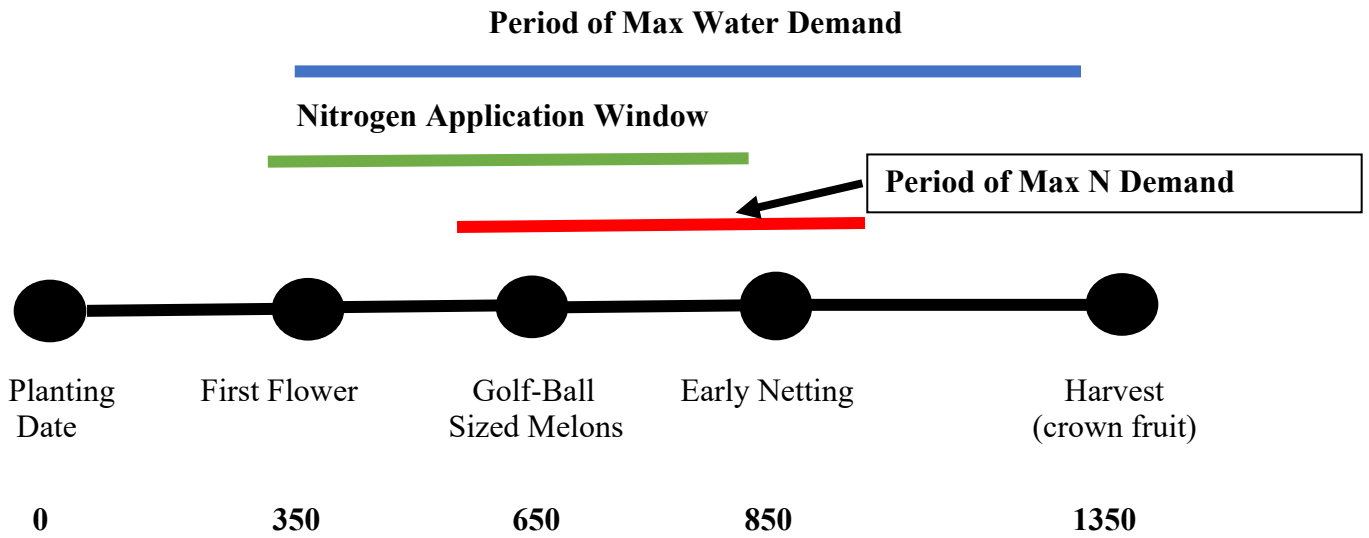 Period of Max Water Demand
Nitrogen Application Window
Period of Max N Demand
Planting Date
First Flower
Golf-Ball
Sized Melons
Early Netting
Harvest
(crown fruit)
0 350 650 850 1350